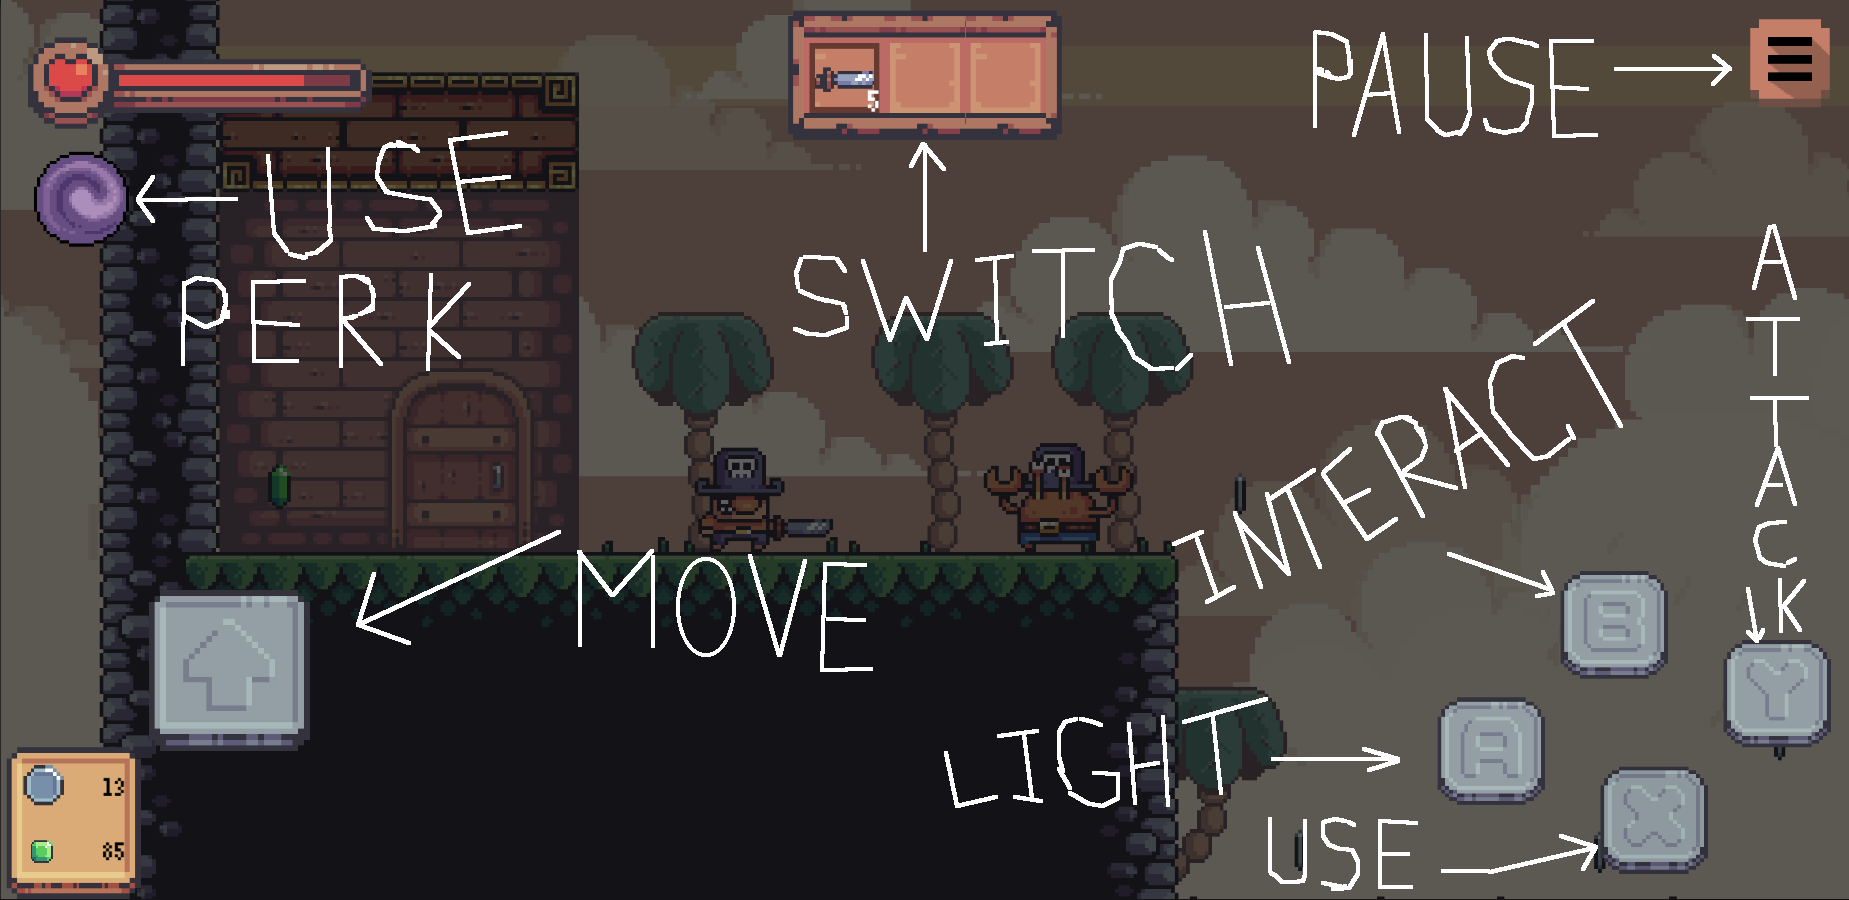 PAUSE
5
USE
PERK
SWITCH
ATTACK
INTERACT
MOVE
B
Y
LIGHT
A
USE
X
13
85